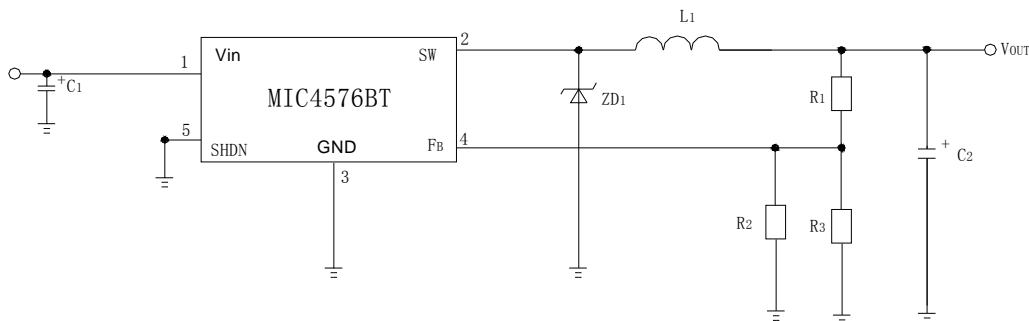 L1
2
Vin
SW
VOUT
1
+
C1
MIC4576BT
ZD1
R1
5
SHDN
GND
FB
4
+
C2
3
R2
R3